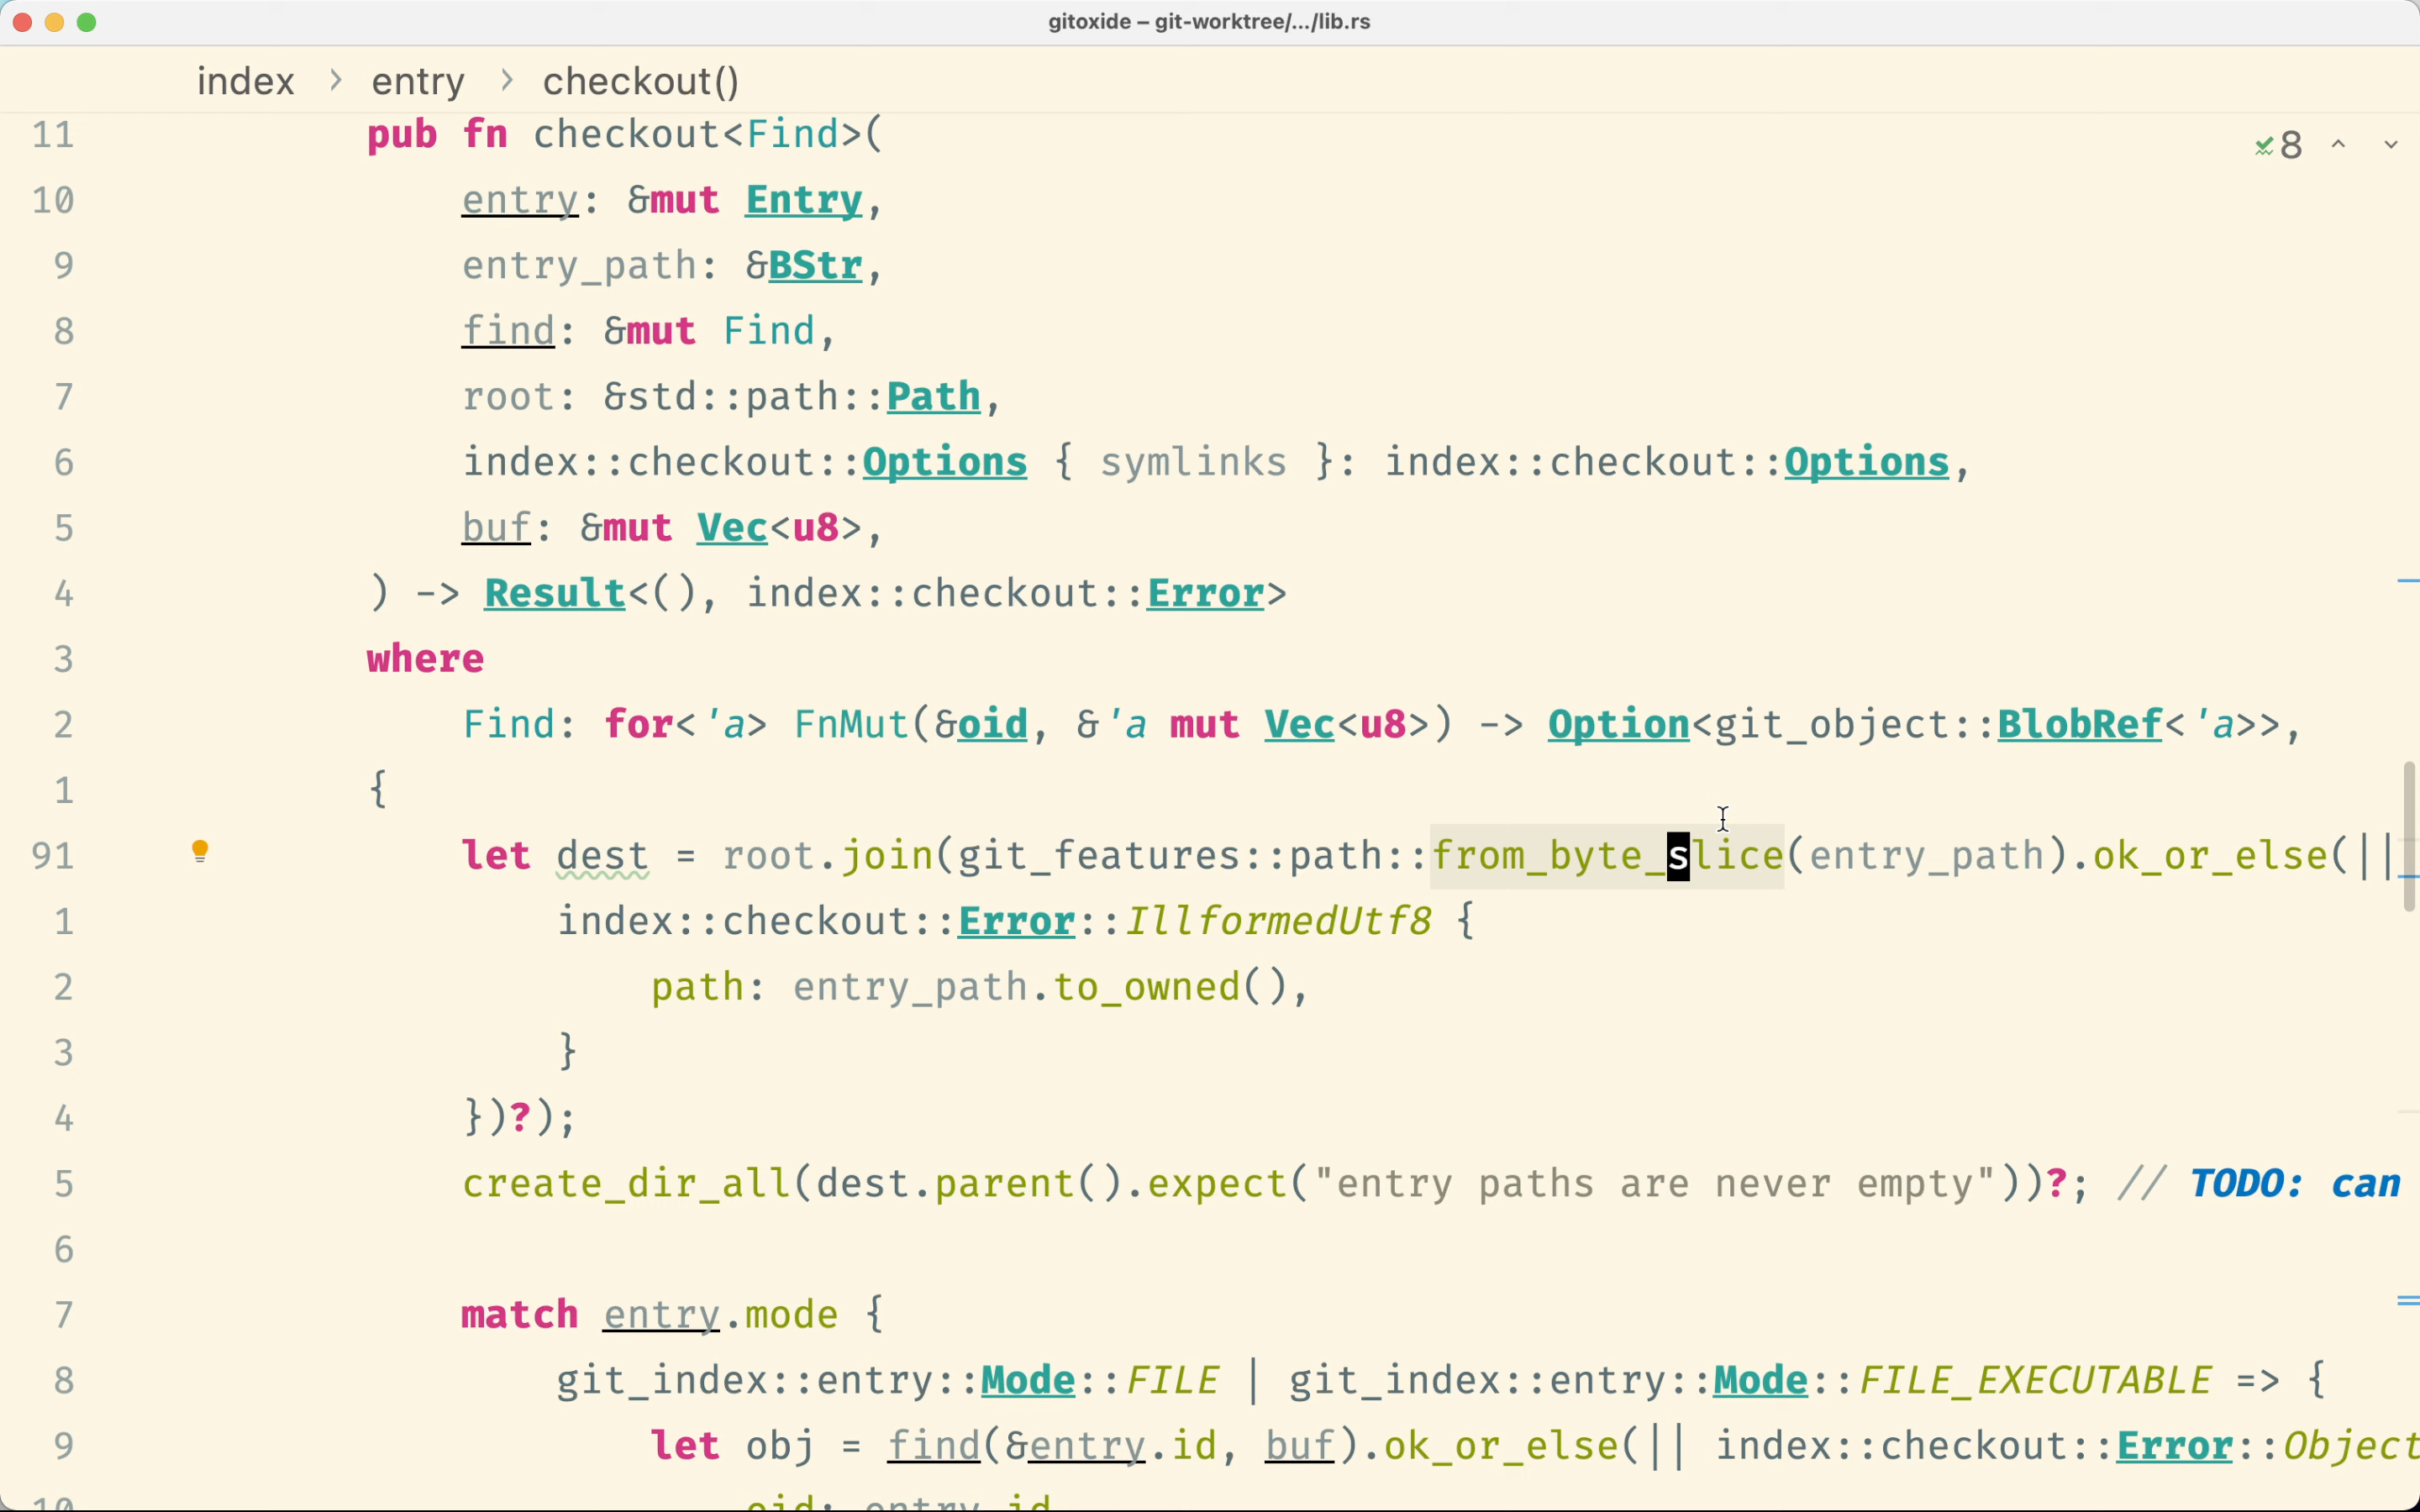 gitoxide – git-worktree/.../lib.rs
index > entry > checkout()
11 pub fn checkout<Find>( 8
10 entry: &mut Entry,
9 entry_path: &BStr,
8 find: &mut Find,
7 root: &std::path::Path,
6 index::checkout::Options { symlinks }: index::checkout::Options,
5 buf: &mut Vec<u8>,
4 ) -> Result<(), index::checkout::Error>
3 where
2 Find: for<'a> FnMut(&oid, &'a mut Vec<u8>) -> Option<git_object::BlobRef<'a>>,
1 {
91 let dest = root.join(git_features::path::from_byte_slice(entry_path).ok_or_else(||
1 index::checkout::Error::IllformedUtf8 {
2 path: entry_path.to_owned(),
3 }
4 })?);
5 create_dir_all(dest.parent().expect("entry paths are never empty"))?; // TODO: can
6
7 match entry.mode {
8 git_index::entry::Mode::FILE | git_index::entry::Mode::FILE_EXECUTABLE => {
9 let obj = find(&entry.id, buf).ok_or_else(|| index::checkout::Error::Object
10 oid: entry.id